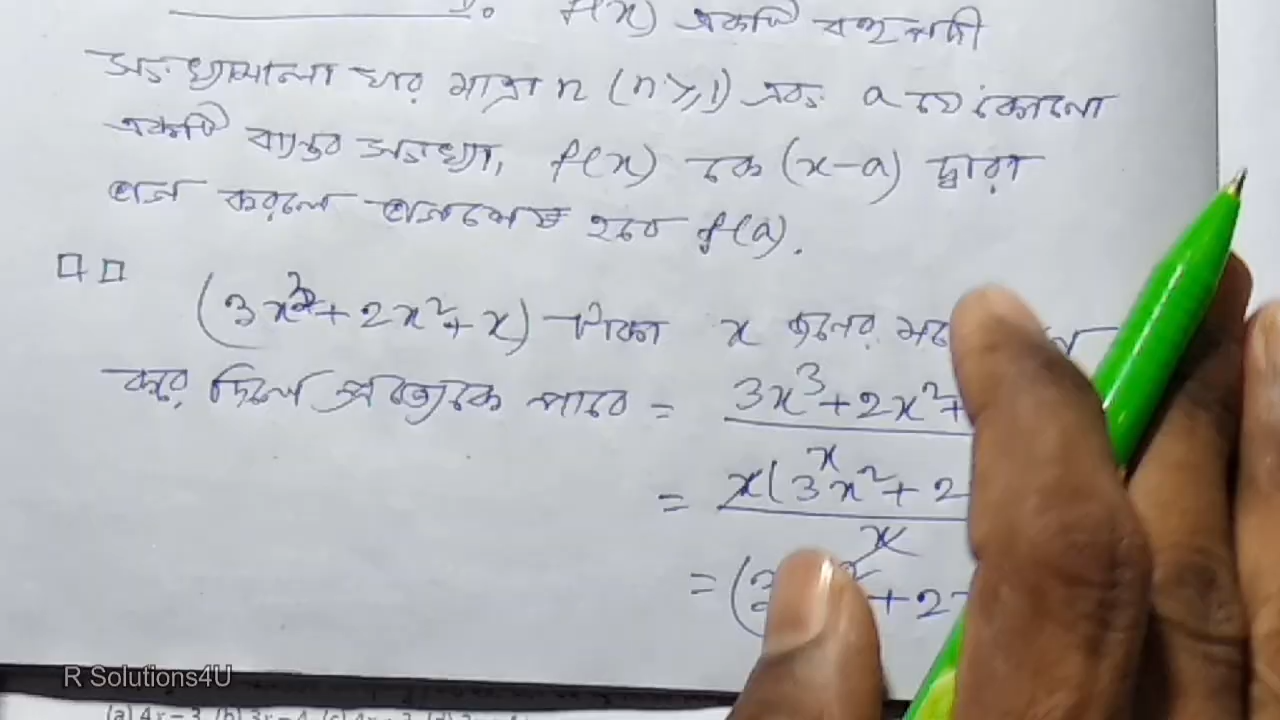 f(x) একটি বহুপদী
সংখ্যামালা যার মাত্রা n (n ≥ 1) এবং a যে কোনো
একটি বাস্তব সংখ্যা, f(x) কে (x-a) দ্বারা
ভাগ করলে ভাগশেষ হবে f(a).
(3x³ + 2x² + x) টাকা x জনের
করে দিলে প্রত্যেকে পাবে = 3x³ + 2x² +
x
= x(3x² + 2
x
= ( + 2
R Solutions4U